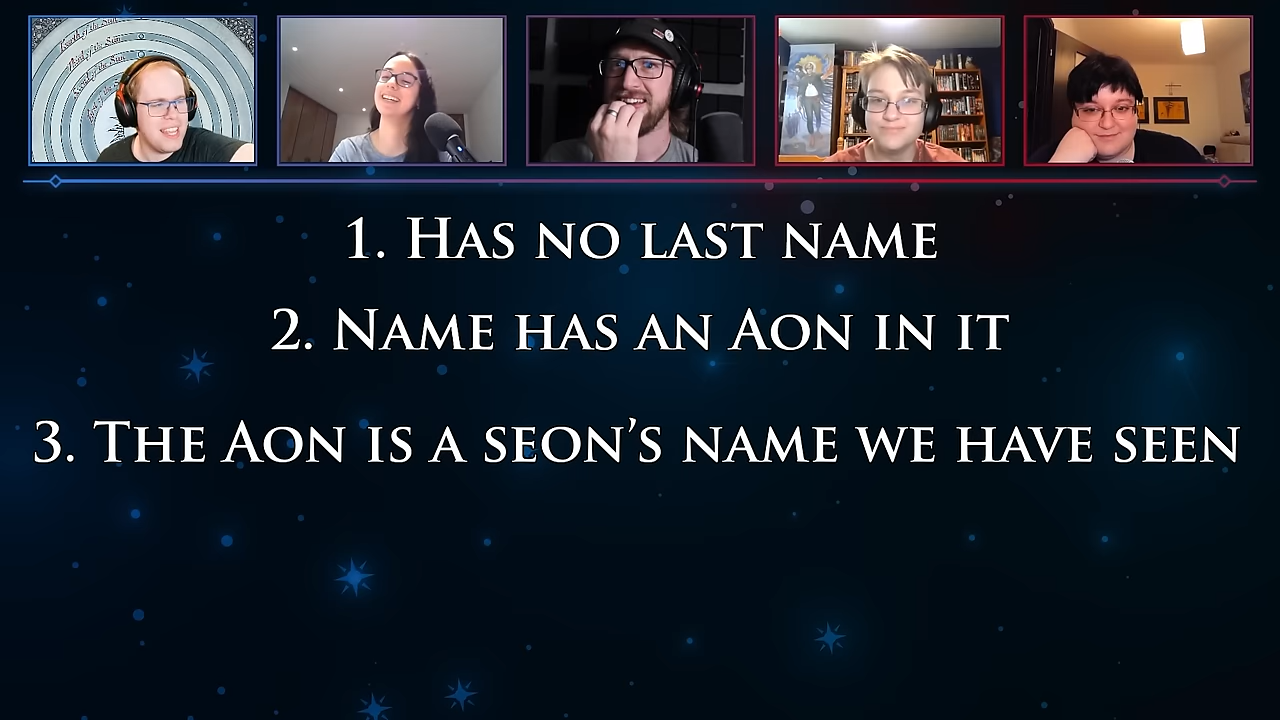 1. Has no last name
2. Name has an Aon in it
3. The Aon is a seon's name we have seen